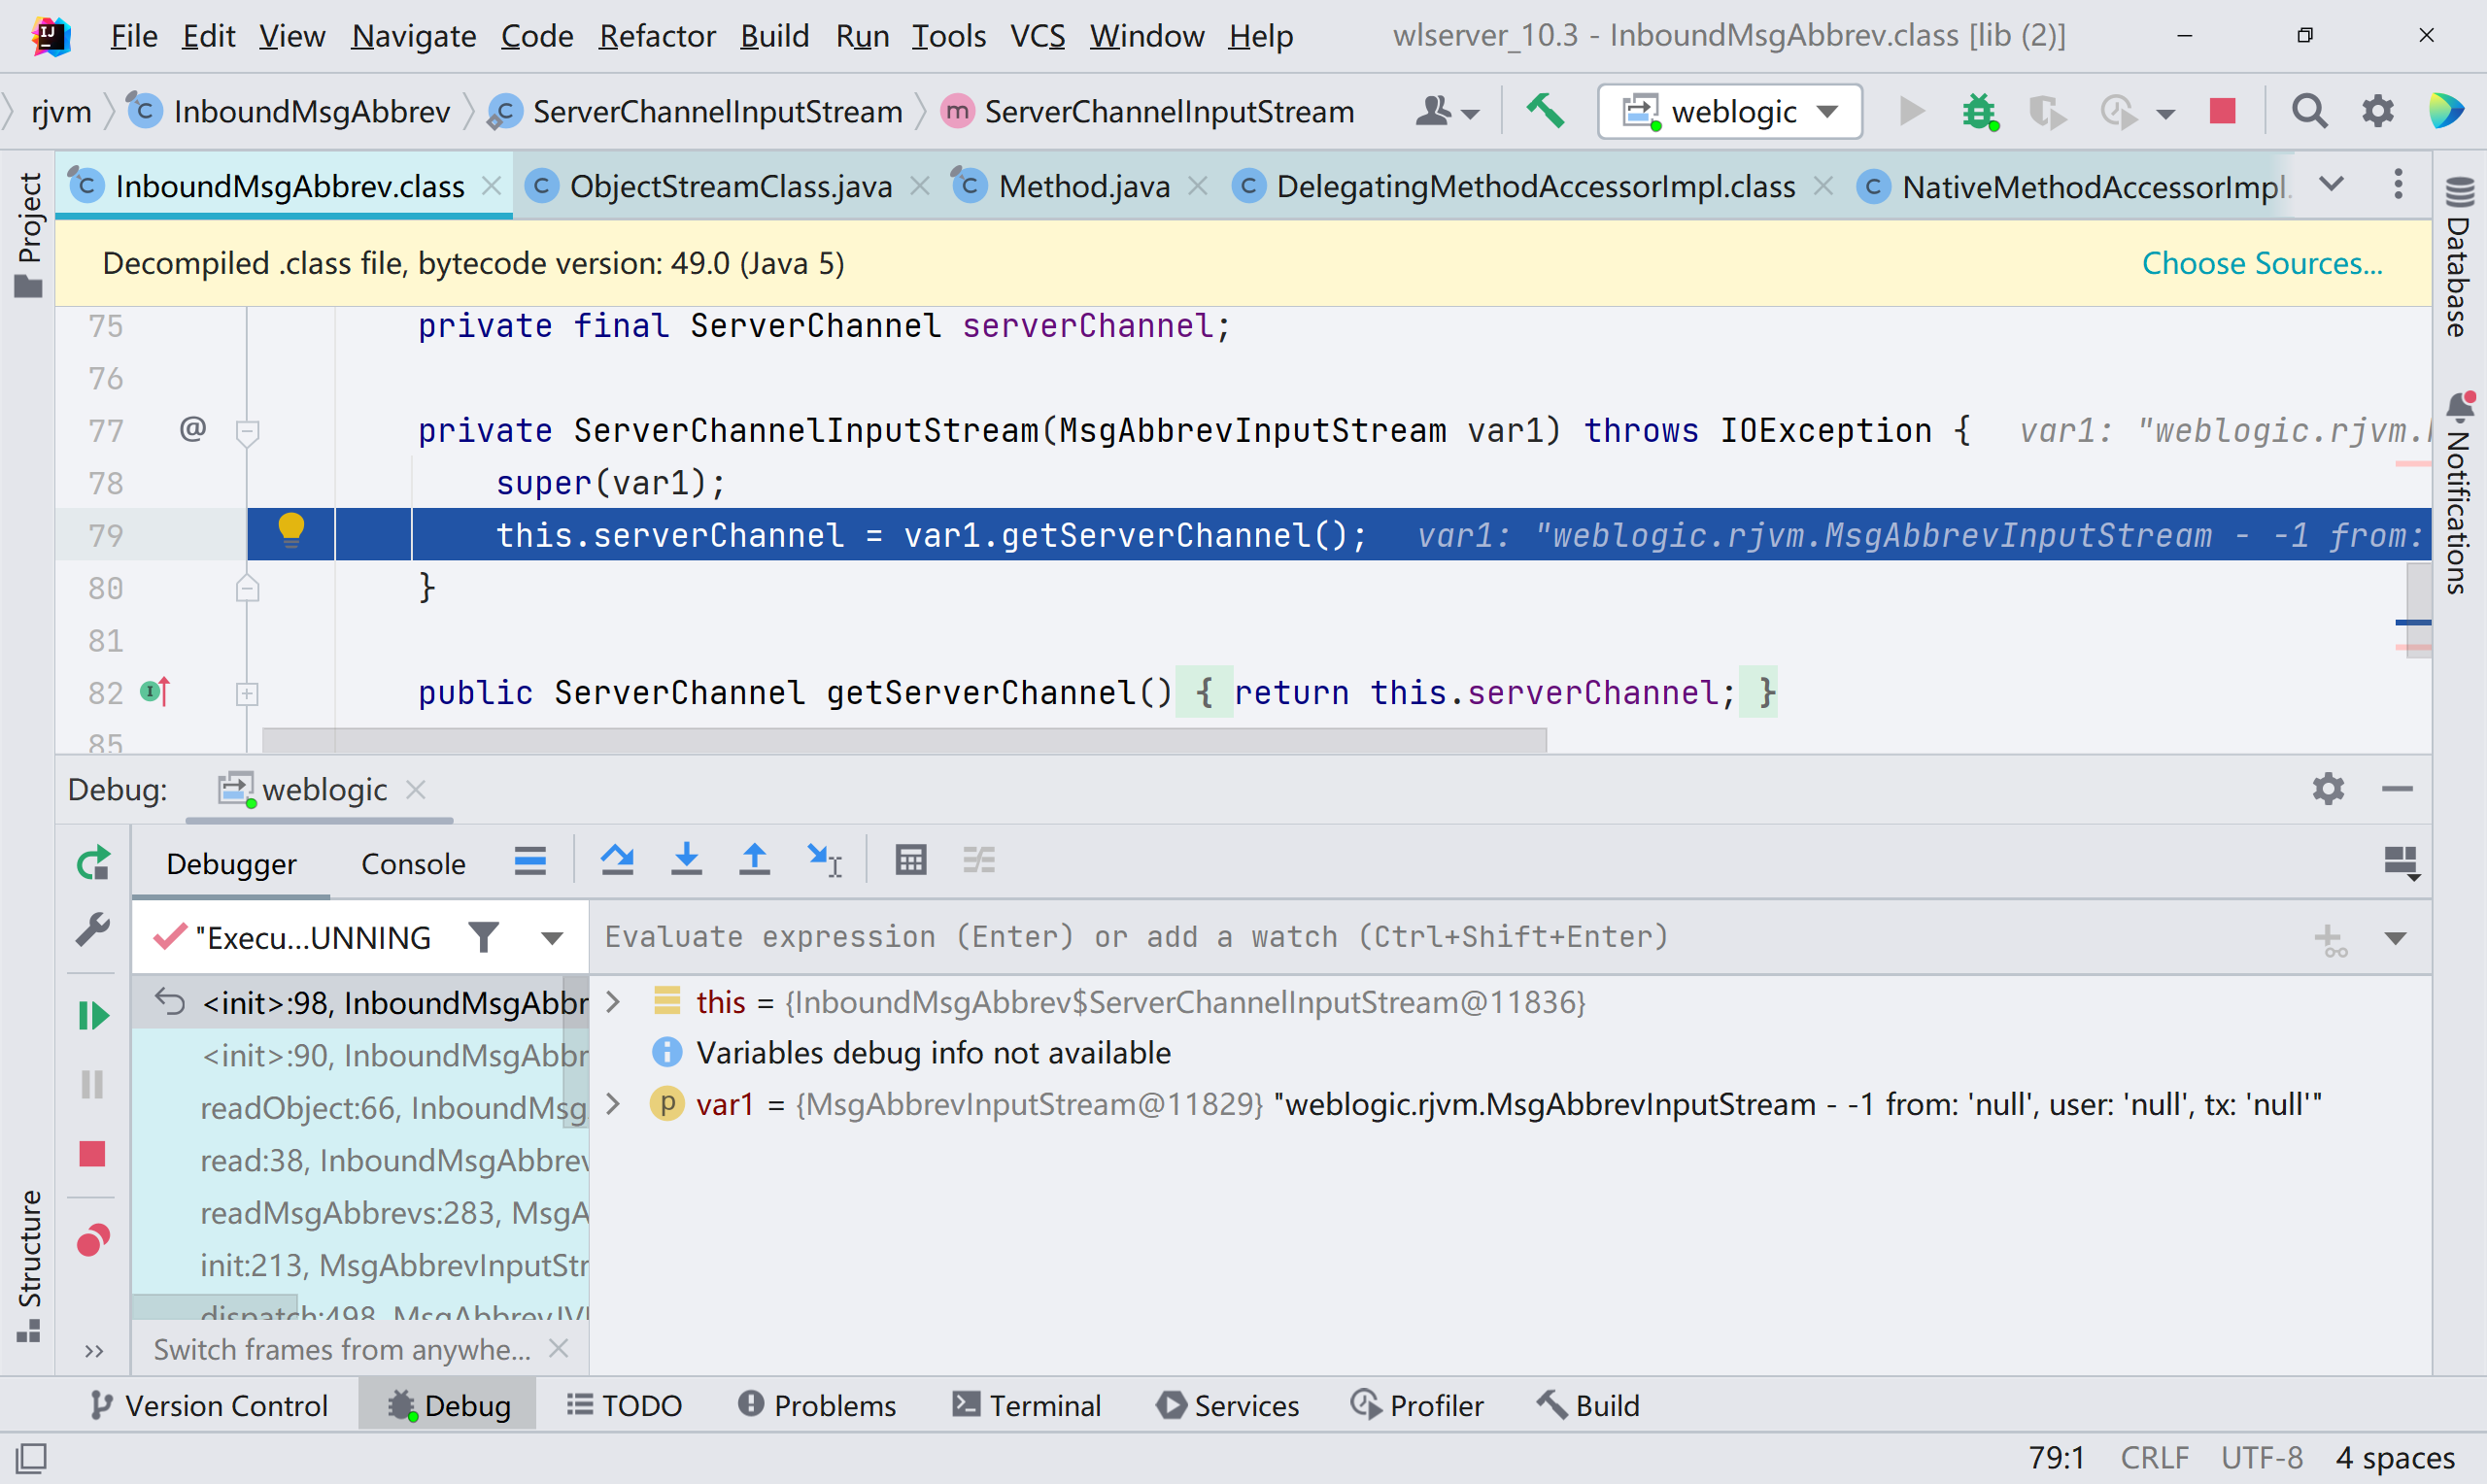 File Edit View Navigate Code Refactor Build Run Tools VCS Window Help wlserver_10.3 - InboundMsgAbbrev.class [lib (2)]
rjvm InboundMsgAbbrev ServerChannelInputStream ServerChannelInputStream weblogic
Project
InboundMsgAbbrev.class ObjectStreamClass.java Method.java DelegatingMethodAccessorImpl.class NativeMethodAccessorImpl.
Database
Notifications
Decompiled .class file, bytecode version: 49.0 (Java 5) Choose Sources...
75 private final ServerChannel serverChannel;
76
77 @ private ServerChannelInputStream(MsgAbbrevInputStream var1) throws IOException { var1: "weblogic.rjvm.
78 super(var1);
79 this.serverChannel = var1.getServerChannel(); var1: "weblogic.rjvm.MsgAbbrevInputStream - -1 from:
80 }
81
82 public ServerChannel getServerChannel() { return this.serverChannel; }
85
Debug: weblogic
Debugger Console
"Execu...UNNING Evaluate expression (Enter) or add a watch (Ctrl+Shift+Enter)
<init>:98, InboundMsgAbbr
<init>:90, InboundMsgAbbr
readObject:66, InboundMsg
read:38, InboundMsgAbbrev
readMsgAbbrevs:283, MsgA
init:213, MsgAbbrevInputStr
dispatch:498, MsgAbbrevJV
Switch frames from anywhe...
this = {InboundMsgAbbrev$ServerChannelInputStream@11836}
Variables debug info not available
var1 = {MsgAbbrevInputStream@11829} "weblogic.rjvm.MsgAbbrevInputStream - -1 from: 'null', user: 'null', tx: 'null'"
Structure
Version Control Debug TODO Problems Terminal Services Profiler Build
79:1 CRLF UTF-8 4 spaces